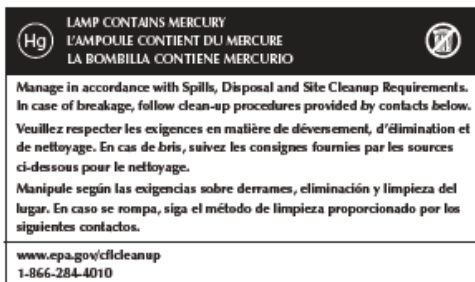 Hg
LAMP CONTAINS MERCURY
L'AMPOULE CONTIENT DU MERCURE
LA BOMBILLA CONTIENE MERCURIO
Manage in accordance with Spills, Disposal and Site Cleanup Requirements.
In case of breakage, follow clean-up procedures provided by contacts below.
Veuillez respecter les exigences en matière de déversement, d'élimination et
de nettoyage. En cas de bris, suivez les consignes fournies par les sources
ci-dessous pour le nettoyage.
Manipule según las exigencias sobre derrames, eliminación y limpieza del
lugar. En caso se rompa, siga el método de limpieza proporcionado por los
siguientes contactos.
www.epa.gov/cflcleanup
1-866-284-4010